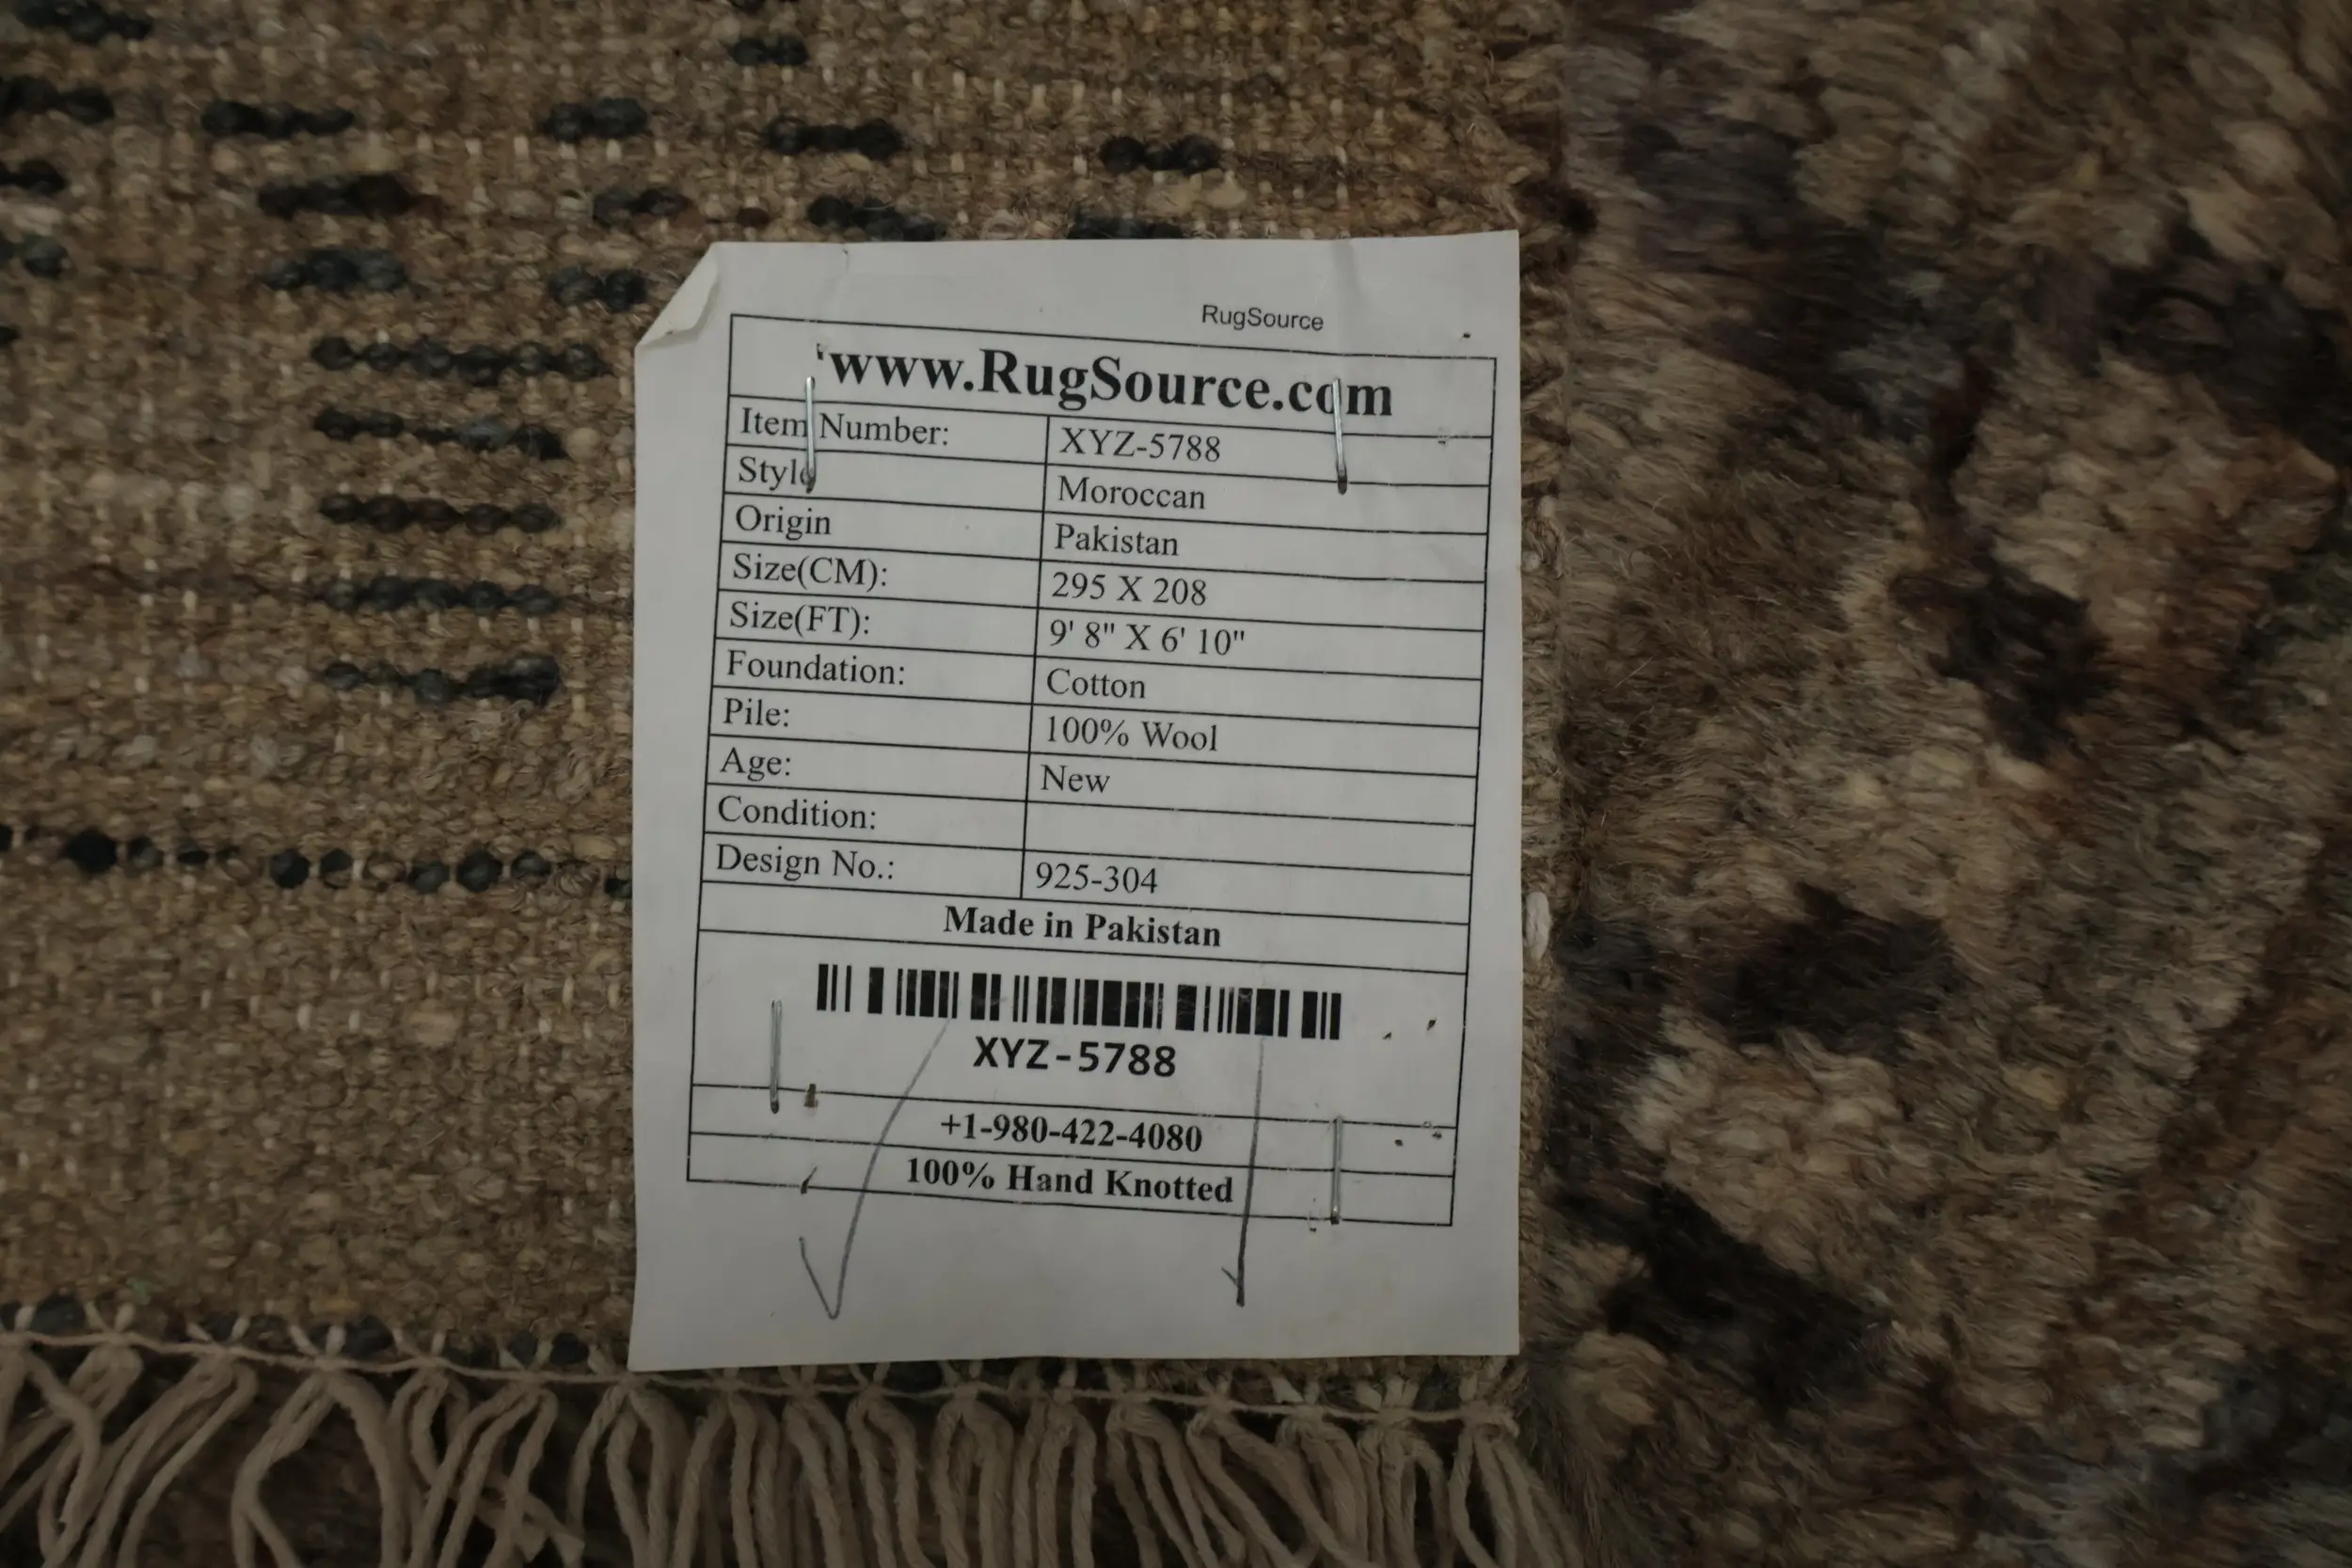 RugSource
www.RugSource.com
Item Number: XYZ-5788
Style Moroccan
Origin Pakistan
Size(CM): 295 X 208
Size(FT): 9' 8" X 6' 10"
Foundation: Cotton
Pile: 100% Wool
Age: New
Condition:
Design No.: 925-304
Made in Pakistan
XYZ-5788
+1-980-422-4080
100% Hand Knotted